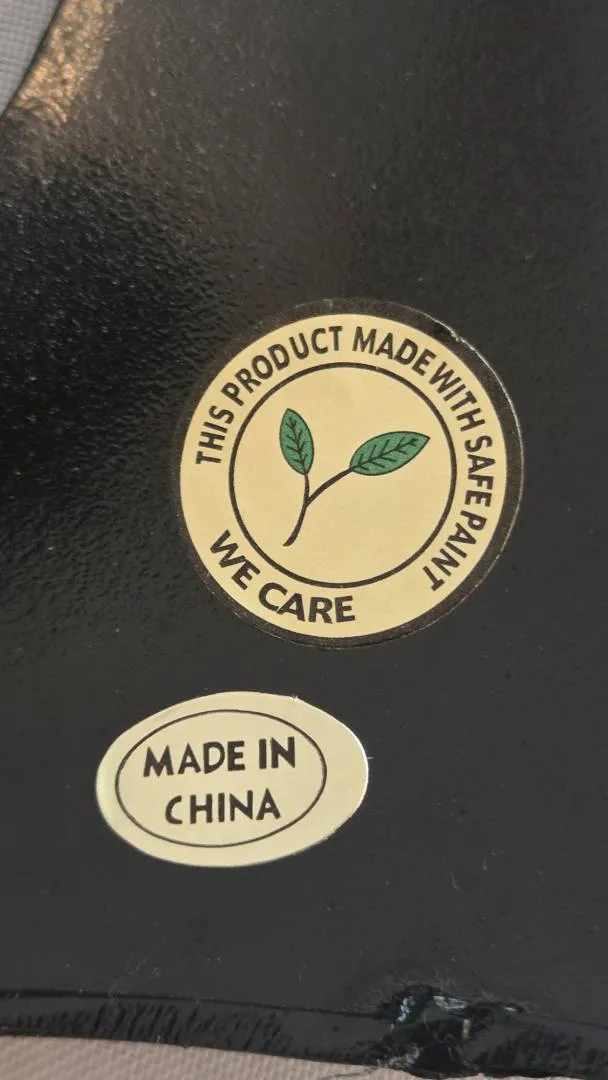 THIS PRODUCT MADE WITH SAFE PAINT
WE CARE
MADE IN
CHINA